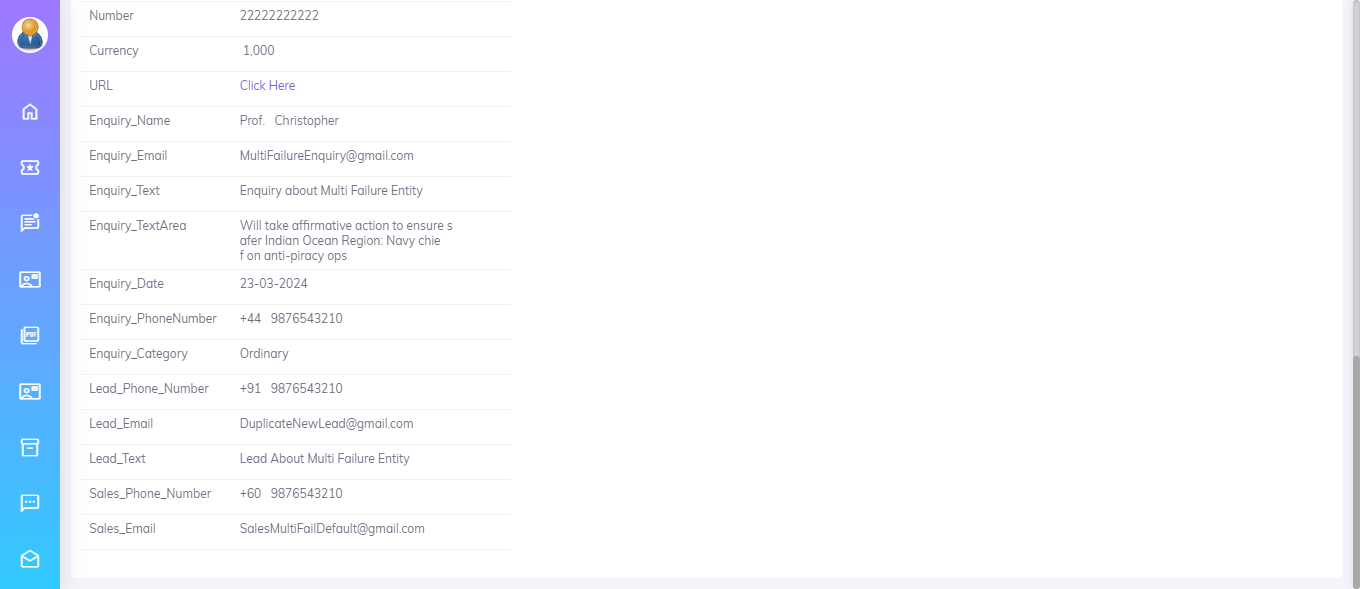 Number 22222222222
Currency 1,000
URL Click Here
Enquiry_Name Prof. Christopher
Enquiry_Email MultiFailureEnquiry@gmail.com
Enquiry_Text Enquiry about Multi Failure Entity
Enquiry_TextArea Will take affirmative action to ensure s
afer Indian Ocean Region: Navy chie
f on anti-piracy ops
Enquiry_Date 23-03-2024
Enquiry_PhoneNumber +44 9876543210
Enquiry_Category Ordinary
Lead_Phone_Number +91 9876543210
Lead_Email DuplicateNewLead@gmail.com
Lead_Text Lead About Multi Failure Entity
Sales_Phone_Number +60 9876543210
Sales_Email SalesMultiFailDefault@gmail.com
PDF